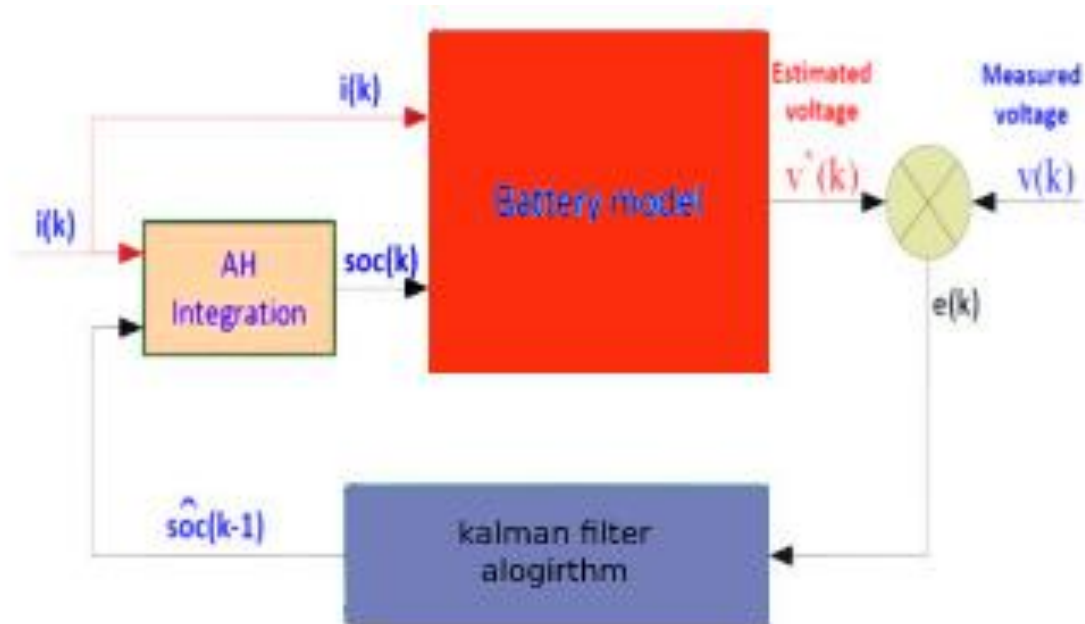 i(k)
Estimated
voltage
Measured
voltage
v^(k)
v(k)
Battery model
i(k)
AH
Integration
soc(k)
e(k)
soc(k-1)
kalman filter
alogirthm